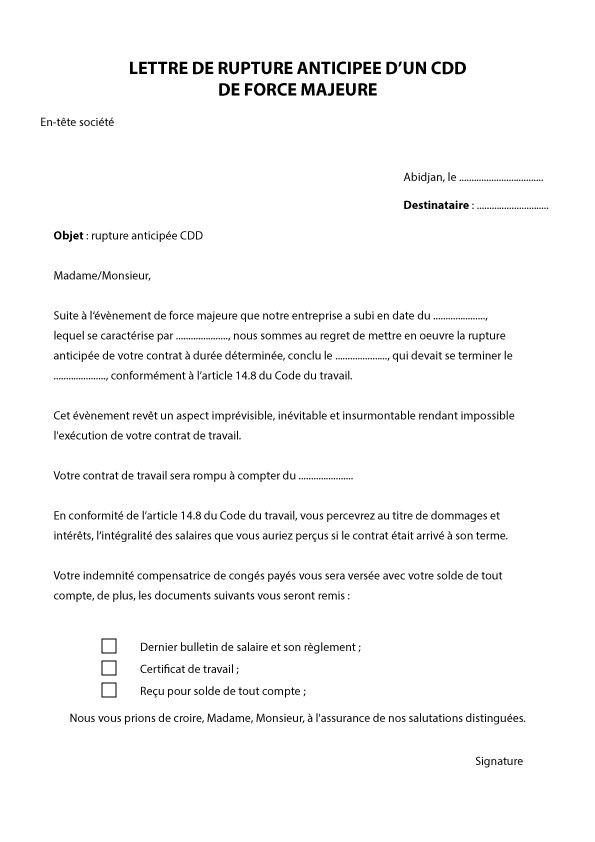 LETTRE DE RUPTURE ANTICIPEE D’UN CDD
DE FORCE MAJEURE
En-tête société
Abidjan, le ..................................
Destinataire : .............................
Objet : rupture anticipée CDD
Madame/Monsieur,
Suite à l’évènement de force majeure que notre entreprise a subi en date du .....................,
lequel se caractérise par ....................., nous sommes au regret de mettre en oeuvre la rupture
anticipée de votre contrat à durée déterminée, conclu le ....................., qui devait se terminer le
....................., conformément à l’article 14.8 du Code du travail.
Cet évènement revêt un aspect imprévisible, inévitable et insurmontable rendant impossible
l'exécution de votre contrat de travail.
Votre contrat de travail sera rompu à compter du ......................
En conformité de l’article 14.8 du Code du travail, vous percevrez au titre de dommages et
intérêts, l’intégralité des salaires que vous auriez perçus si le contrat était arrivé à son terme.
Votre indemnité compensatrice de congés payés vous sera versée avec votre solde de tout
compte, de plus, les documents suivants vous seront remis :
Dernier bulletin de salaire et son règlement ;
Certificat de travail ;
Reçu pour solde de tout compte ;
Nous vous prions de croire, Madame, Monsieur, à l'assurance de nos salutations distinguées.
Signature